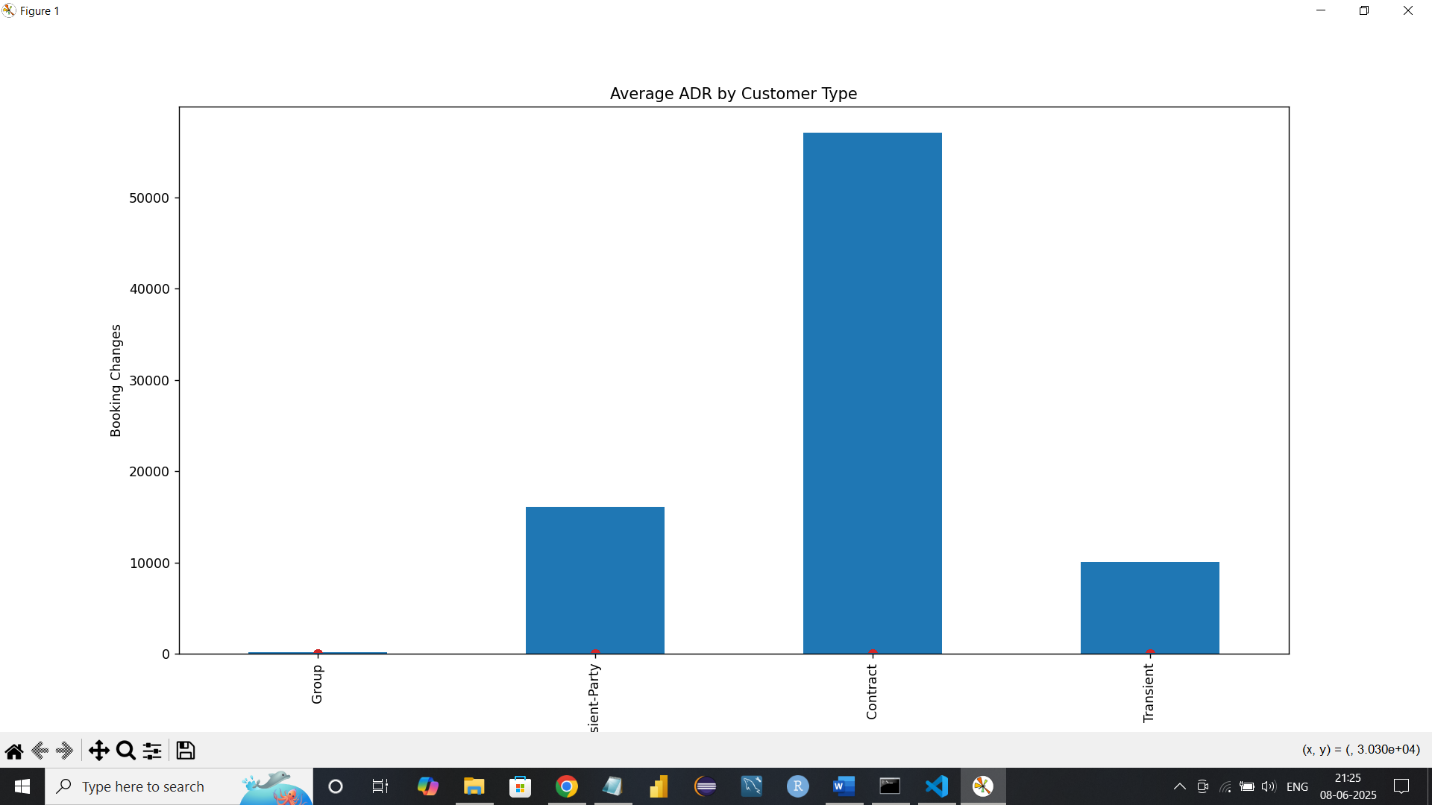 Figure 1
Average ADR by Customer Type
Booking Changes
50000
40000
30000
20000
10000
0
Group
sient-Party
Contract
Transient
(x, y) = (, 3.030e+04)
Type here to search
R
W
ENG
21:25
08-06-2025